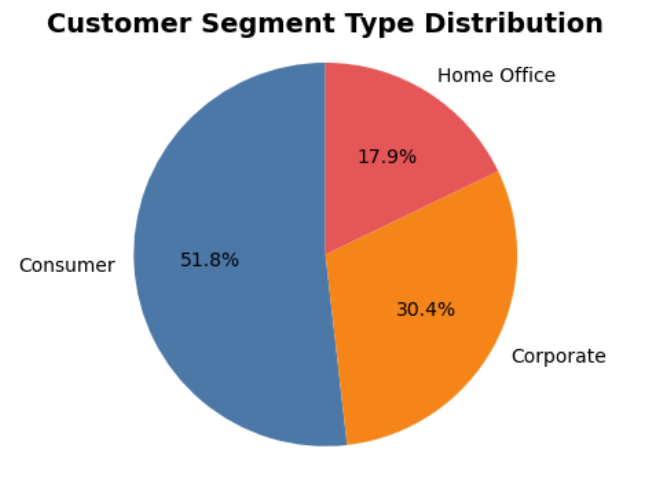 Customer Segment Type Distribution
Home Office
17.9%
Consumer
51.8%
30.4%
Corporate